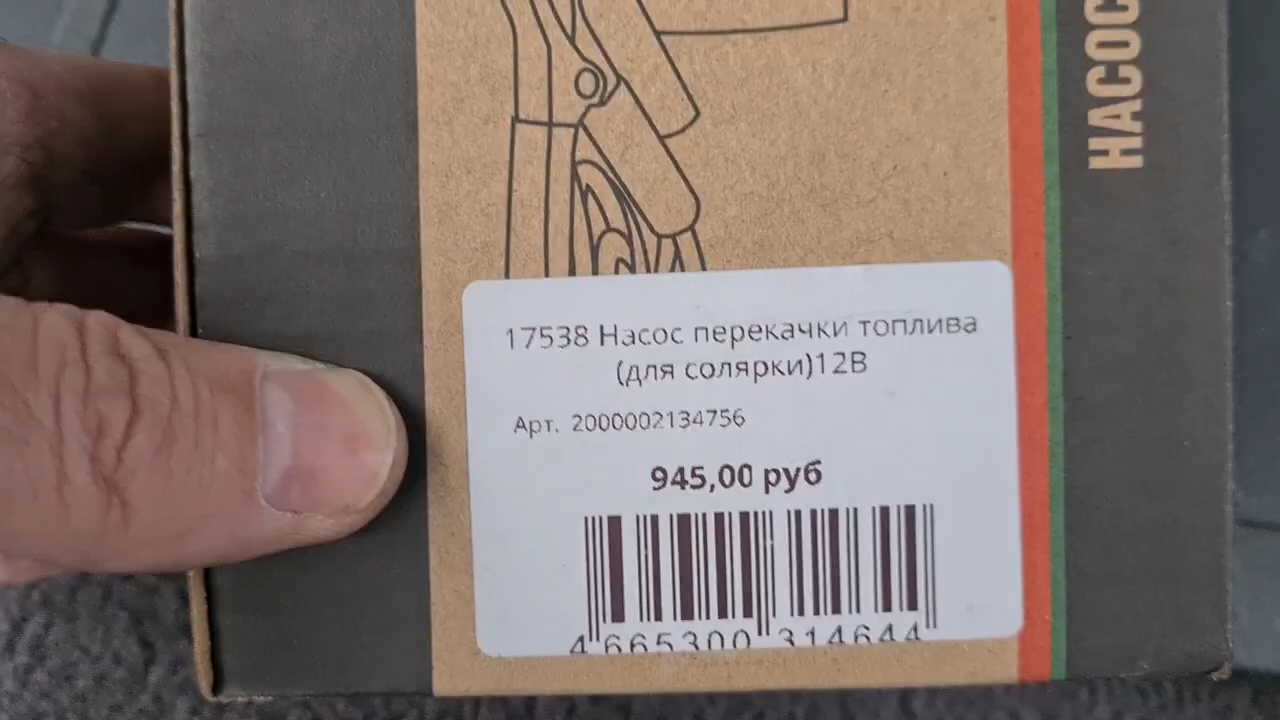 НАСОС
17538 Насос перекачки топлива
(для солярки)12В
Арт. 2000002134756
945,00 руб
4 665300 314644